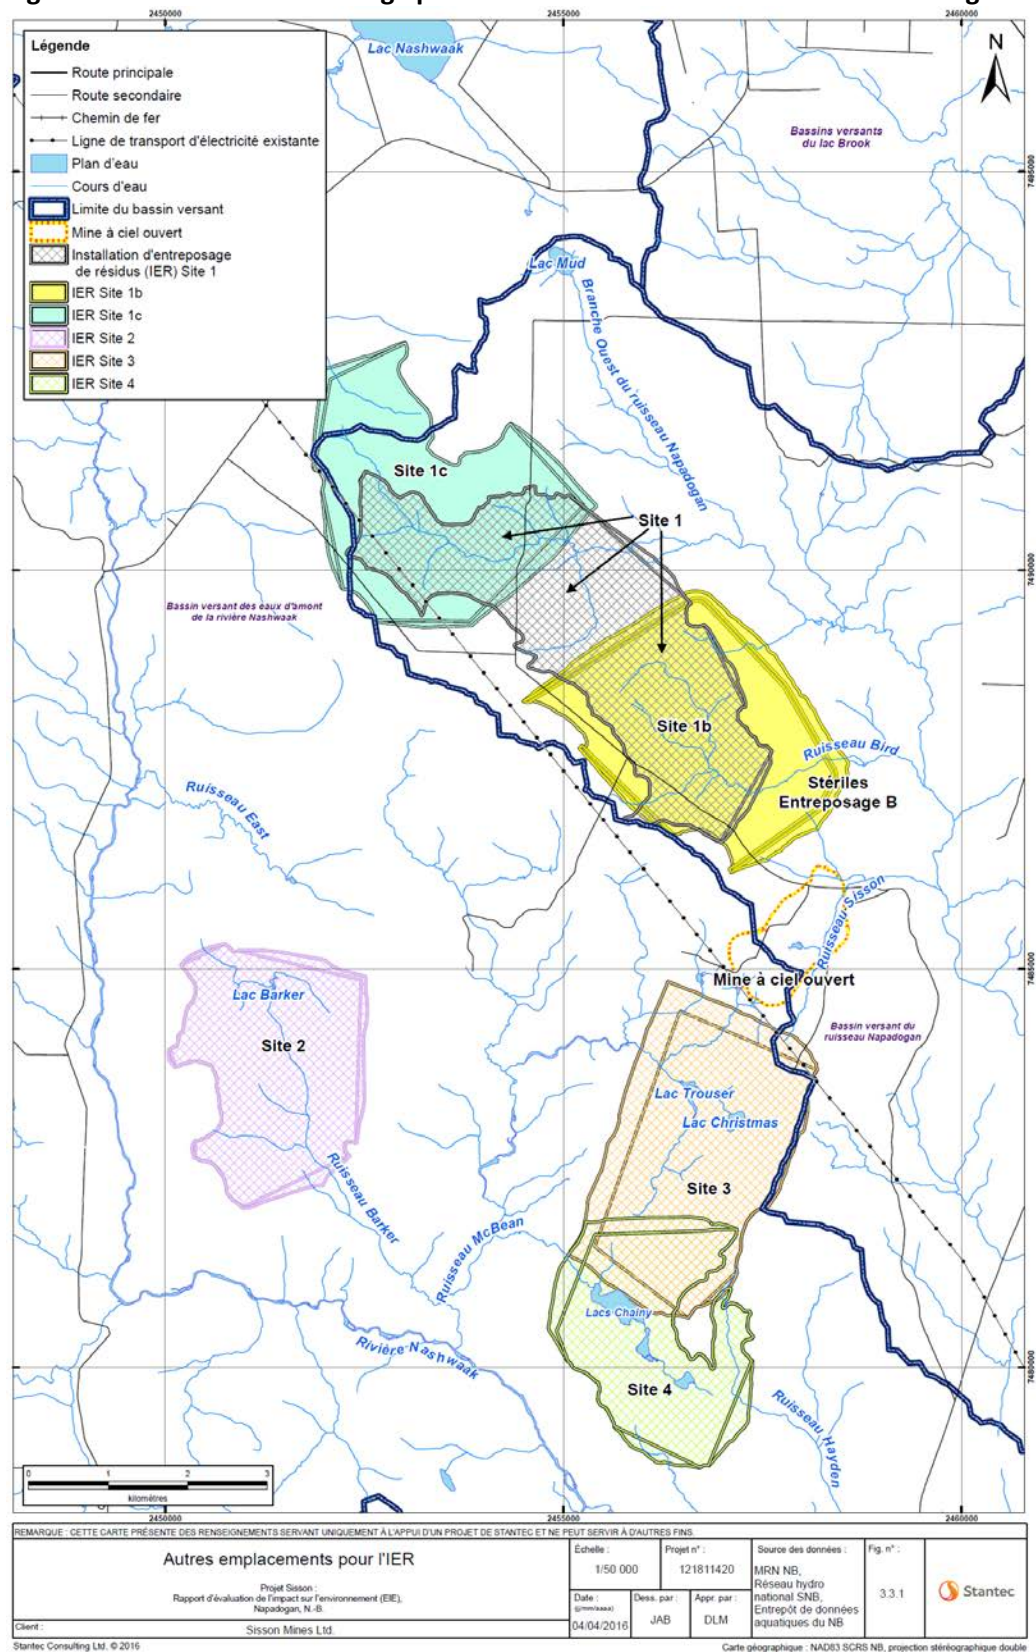 2450000
2455000
2460000
Légende
Route principale
Route secondaire
Chemin de fer
Ligne de transport d'électricité existante
Plan d'eau
Cours d'eau
Limite du bassin versant
Mine à ciel ouvert
Installation d'entreposage
de résidus (IER) Site 1
IER Site 1b
IER Site 1c
IER Site 2
IER Site 3
IER Site 4
Lac Nashwaak
N
Bassins versants
du lac Brook
7495000
Lac Mud
Branche Ouest du ruisseau Napadogan
Site 1c
Site 1
7490000
Bassin versant des eaux d'amont
de la rivière Nashwaak
Site 1b
Ruisseau Bird
Stériles
Entreposage B
Ruisseau East
Ruisseau Sisson
7485000
Mine à ciel ouvert
Lac Barker
Site 2
Bassin versant du
ruisseau Napadogan
Lac Trouser
Lac Christmas
Site 3
Ruisseau Barker
Ruisseau McBean
Lacs Chainy
Rivière Nashwaak
7480000
Site 4
Ruisseau Hayden
0 1 2 3
kilomètres
2450000
2455000
2460000
REMARQUE : CETTE CARTE PRÉSENTE DES RENSEIGNEMENTS SERVANT UNIQUEMENT À L'APPUI D'UN PROJET DE STANTEC ET NE PEUT SERVIR À D'AUTRES FINS.
Autres emplacements pour l'IER
Projet Sisson :
Rapport d'évaluation de l'impact sur l'environnement (EIE),
Napadogan, N.-B.
Client :
Sisson Mines Ltd.
Échelle :
1/50 000
Projet n° :
121811420
Date :
(jj/mm/aaaa)
04/04/2016
Dess. par :
JAB
Appr. par :
DLM
Source des données :
MRN NB,
Réseau hydro
national SNB,
Entrepôt de données
aquatiques du NB
Fig. n° :
3.3.1
Stantec
Stantec Consulting Ltd. © 2016
Carte géographique : NAD83 SCRS NB, projection stéréographique double